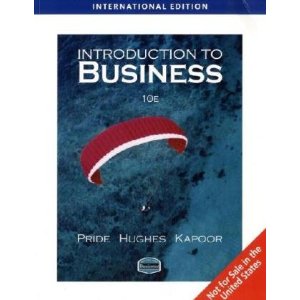 INTERNATIONAL EDITION
INTRODUCTION TO
BUSINESS
10E
PRIDE HUGHES KAPOOR
Not for Sale in the
United States